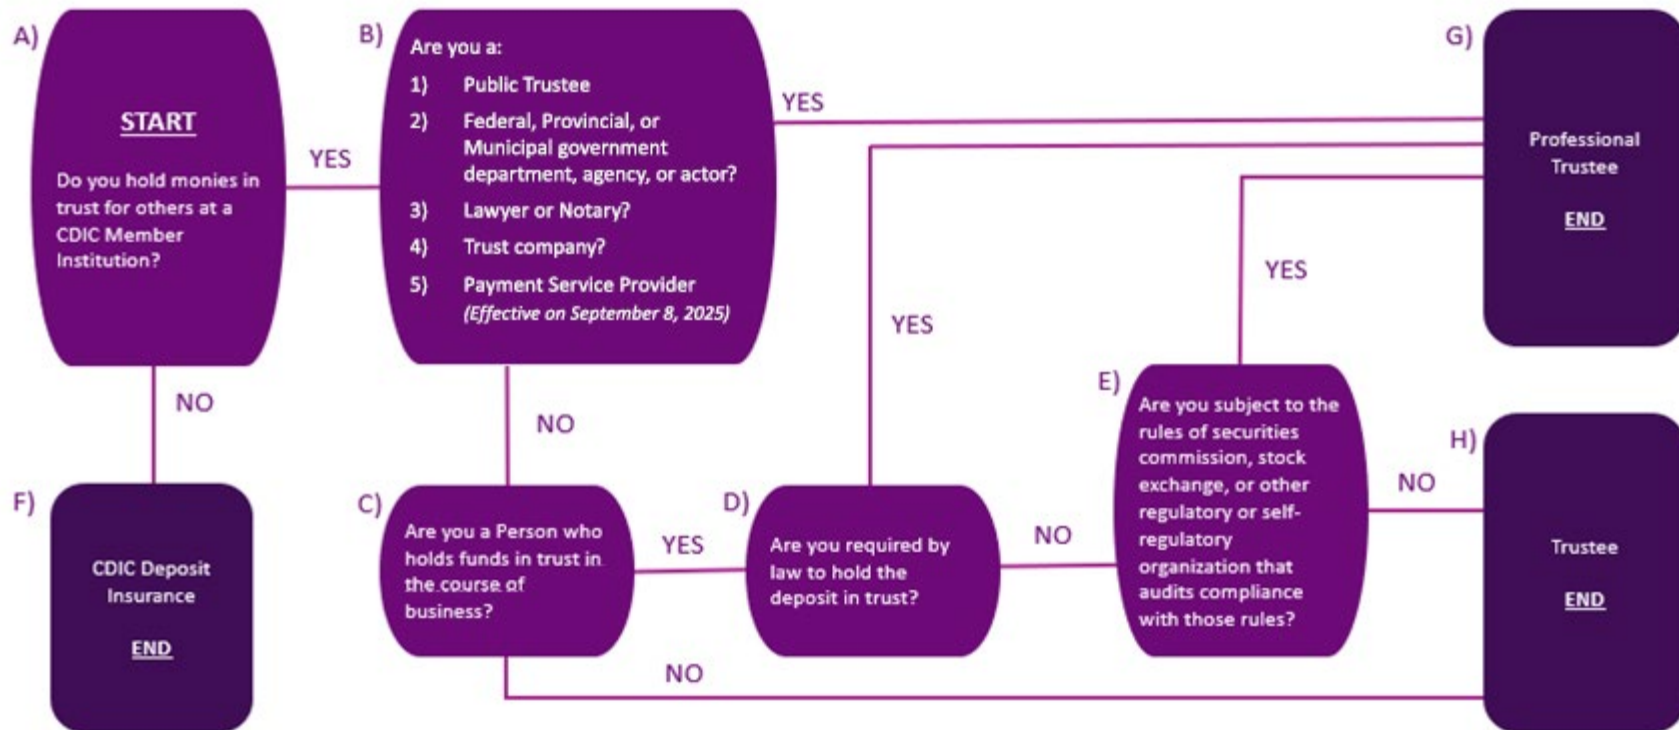 A)
START
Do you hold monies in
trust for others at a
CDIC Member
Institution?
YES
NO
B)
Are you a:
1) Public Trustee
2) Federal, Provincial, or
Municipal government
department, agency, or actor?
3) Lawyer or Notary?
4) Trust company?
5) Payment Service Provider
(Effective on September 8, 2025)
YES
NO
G)
Professional
Trustee
END
F)
CDIC Deposit
Insurance
END
C)
Are you a Person who
holds funds in trust in
the course of
business?
YES
NO
D)
Are you required by
law to hold the
deposit in trust?
YES
NO
E)
Are you subject to the
rules of securities
commission, stock
exchange, or other
regulatory or self-
regulatory
organization that
audits compliance
with those rules?
YES
NO
H)
Trustee
END